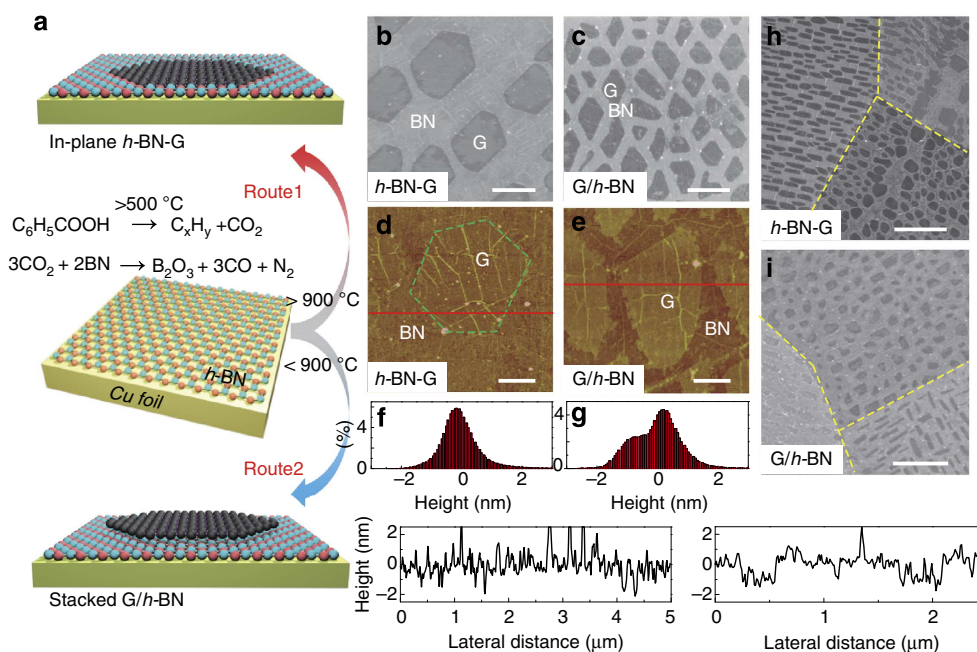 a
In-plane h-BN-G
Route1
>500 °C
C6H5COOH → CxHy +CO2
3CO2 + 2BN → B2O3 + 3CO + N2
> 900 °C
< 900 °C
h-BN
Cu foil
Route2
Stacked G/h-BN
b
BN
G
h-BN-G
c
G
BN
G/h-BN
d
G
BN
h-BN-G
e
G
BN
G/h-BN
f
(%)
4
0
−2 0 2
Height (nm)
g
4
0
−2 0 2
Height (nm)
h
h-BN-G
i
G/h-BN
Height (nm)
2
0
−2
0 1 2 3 4 5
Lateral distance (μm)
2
0
−2
0 1 2
Lateral distance (μm)